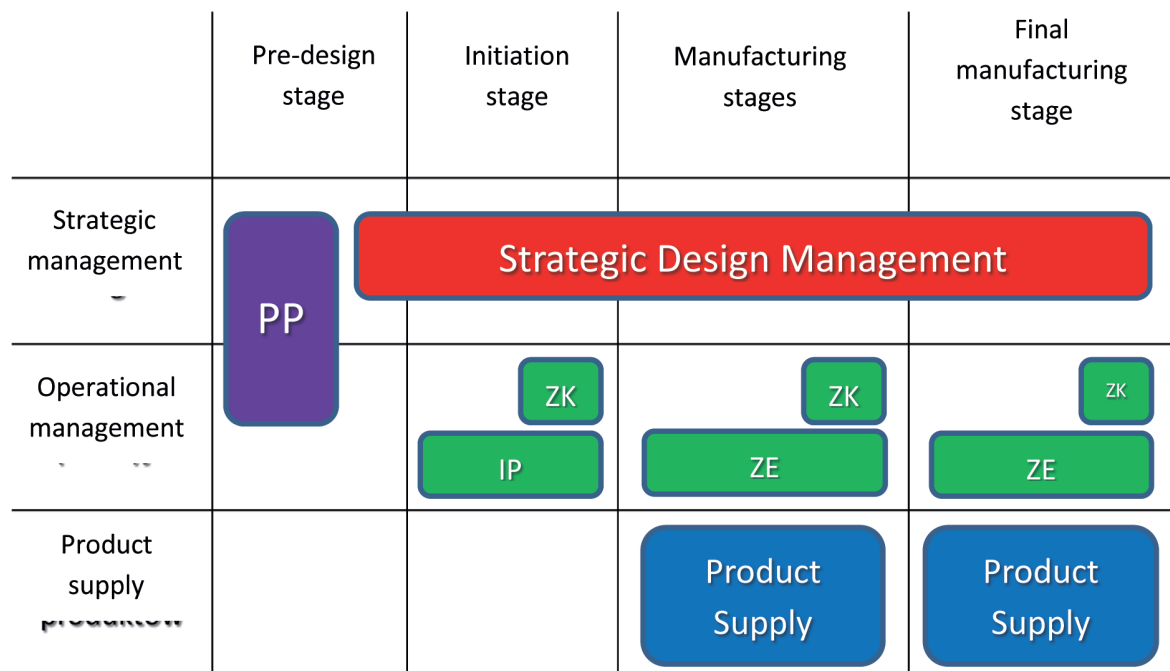 Pre-design
stage
Initiation
stage
Manufacturing
stages
Final
manufacturing
stage
Strategic
management
Strategic Design Management
PP
Operational
management
ZK
ZK
ZK
IP
ZE
ZE
Product
supply
Product
Supply
Product
Supply